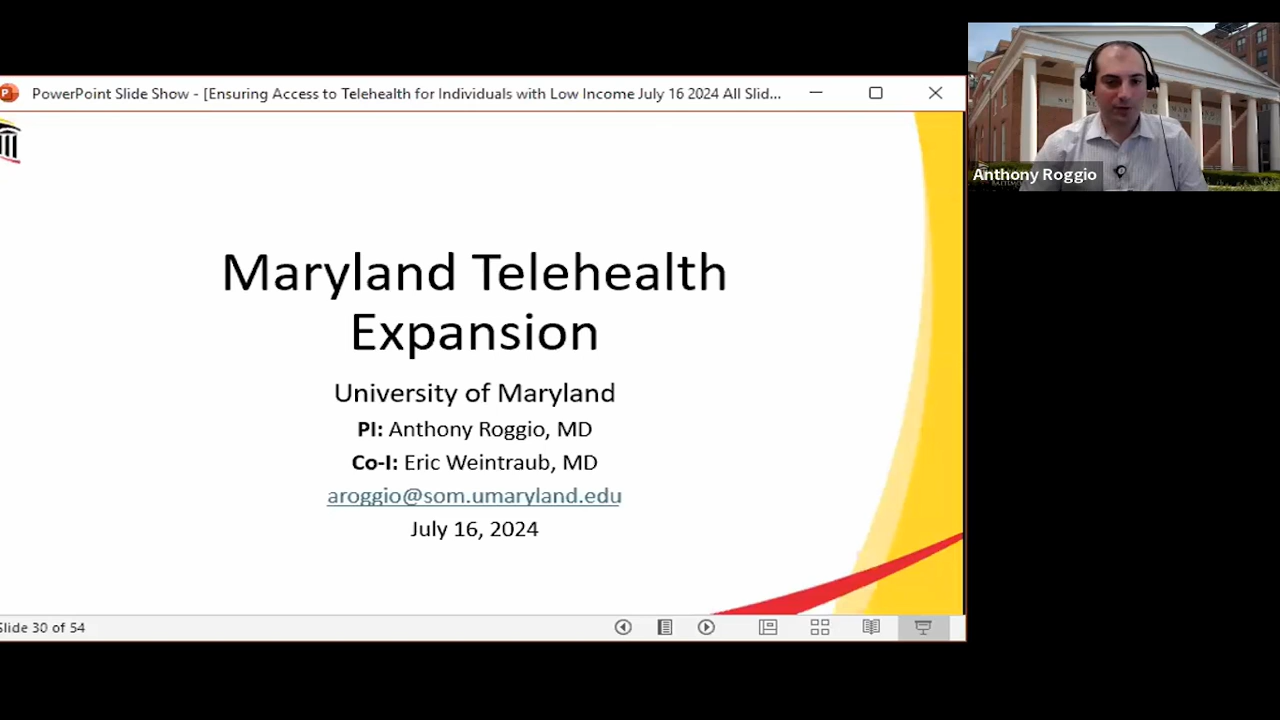 PowerPoint Slide Show - [Ensuring Access to Telehealth for Individuals with Low Income July 16 2024 All Slid...
Anthony Roggio
Maryland Telehealth
Expansion
University of Maryland
PI: Anthony Roggio, MD
Co-I: Eric Weintraub, MD
aroggio@som.umaryland.edu
July 16, 2024
Slide 30 of 54